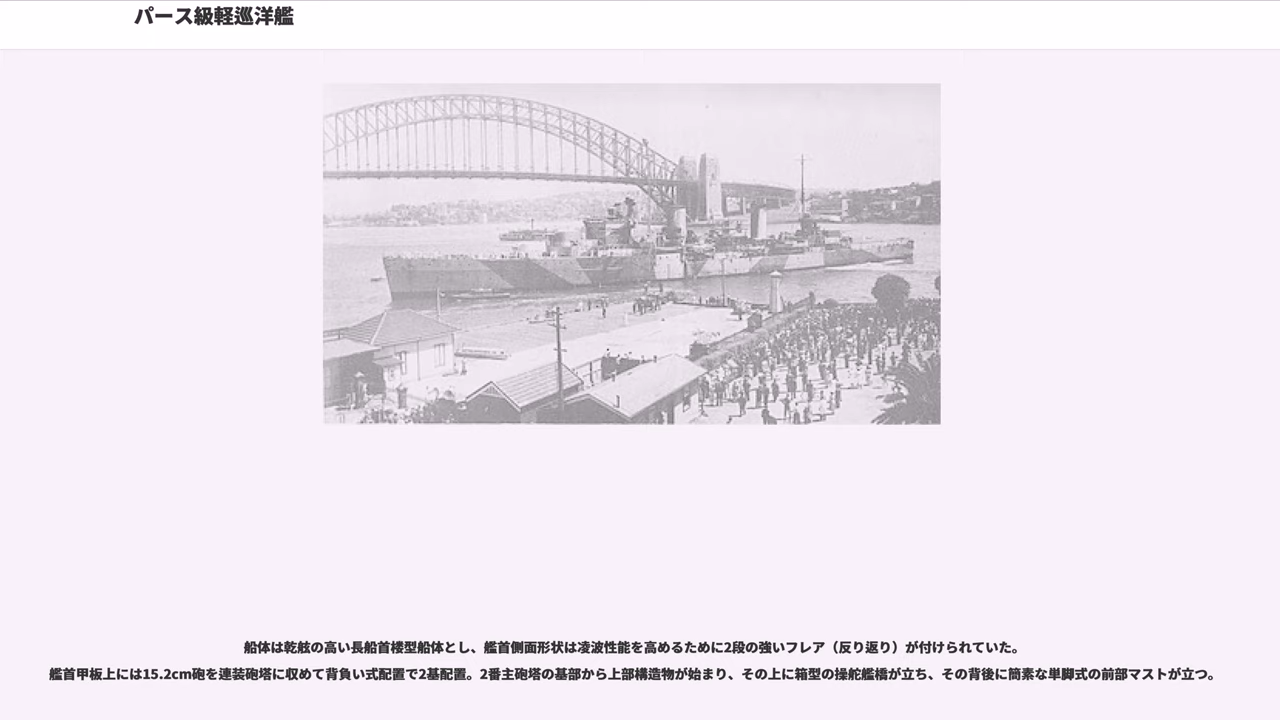 パース級軽巡洋艦
船体は乾舷の高い長船首楼型船体とし、艦首側面形状は凌波性能を高めるために2段の強いフレア（反り返り）が付けられていた。
艦首甲板上には15.2cm砲を連装砲塔に収めて背負い式配置で2基配置。2番主砲塔の基部から上部構造物が始まり、その上に箱型の操舵艦橋が立ち、その背後に簡素な単脚式の前部マストが立つ。